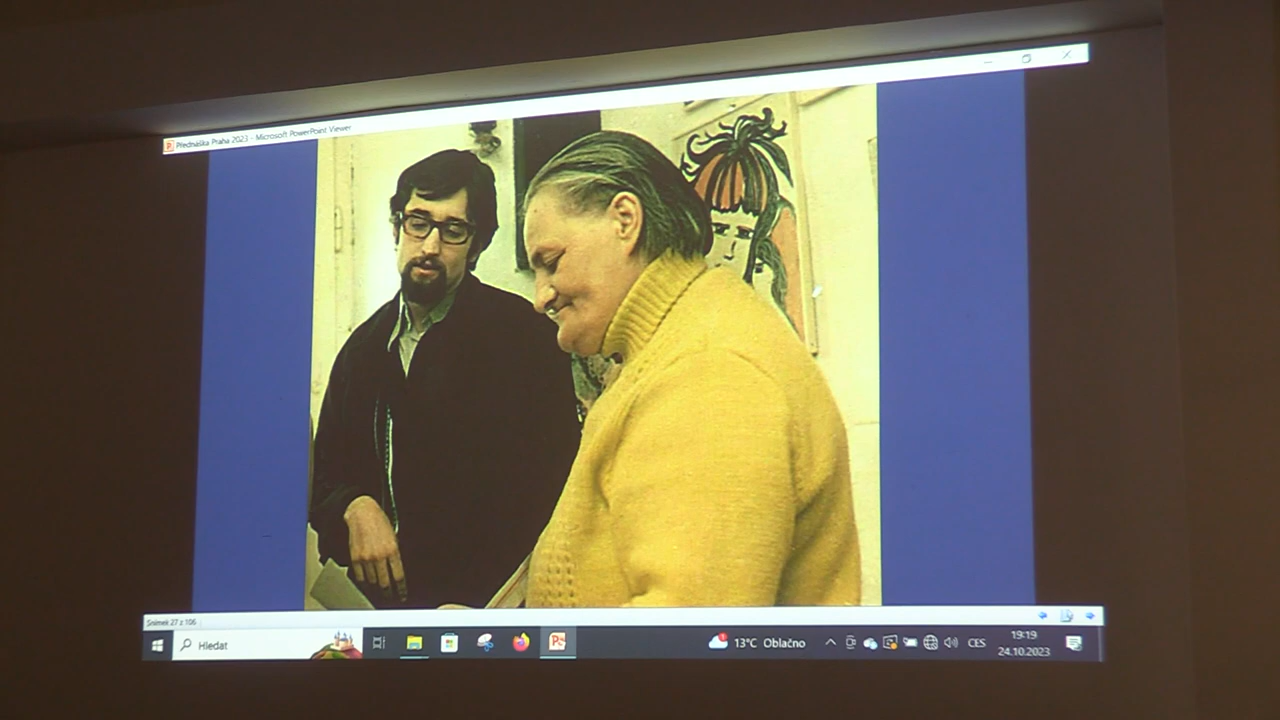 Přednáška Praha 2023 - Microsoft PowerPoint Viewer
Snímek 27 z 106
Hledat
13°C Oblačno
CES
19:19
24.10.2023